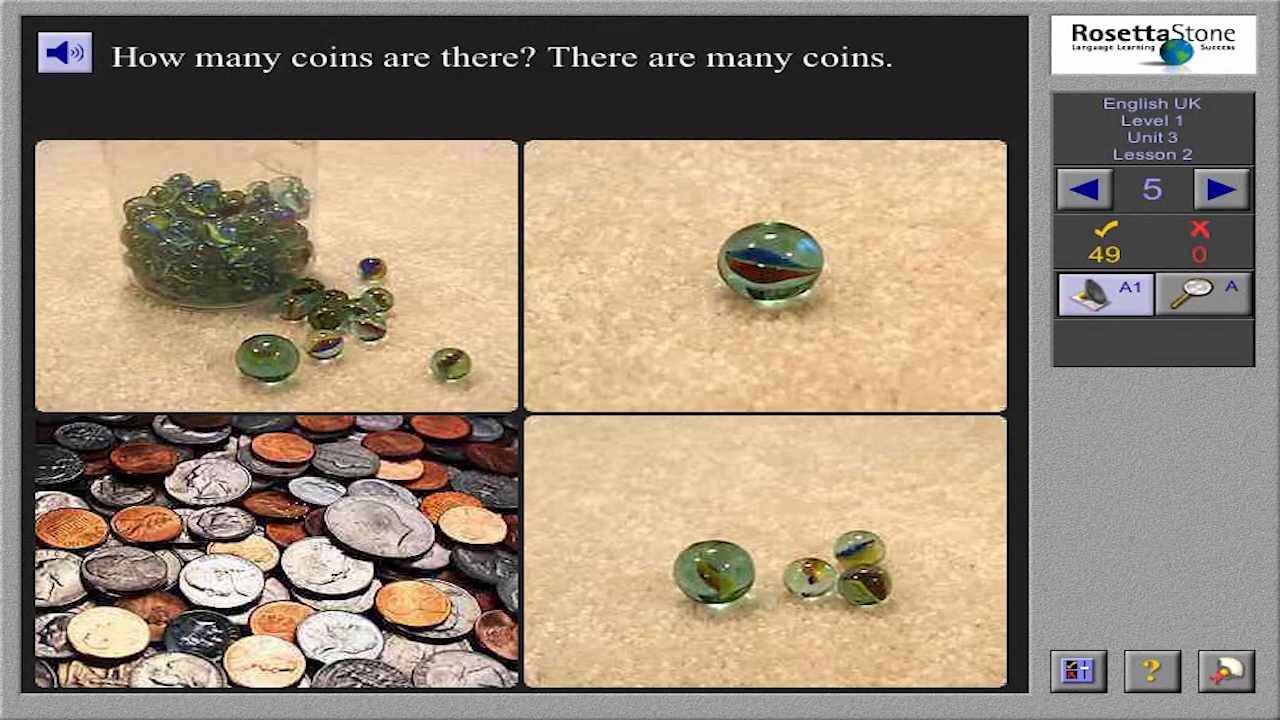 How many coins are there? There are many coins.
RosettaStone
Language Learning Success
English UK
Level 1
Unit 3
Lesson 2
5
49
0
A1
A
?